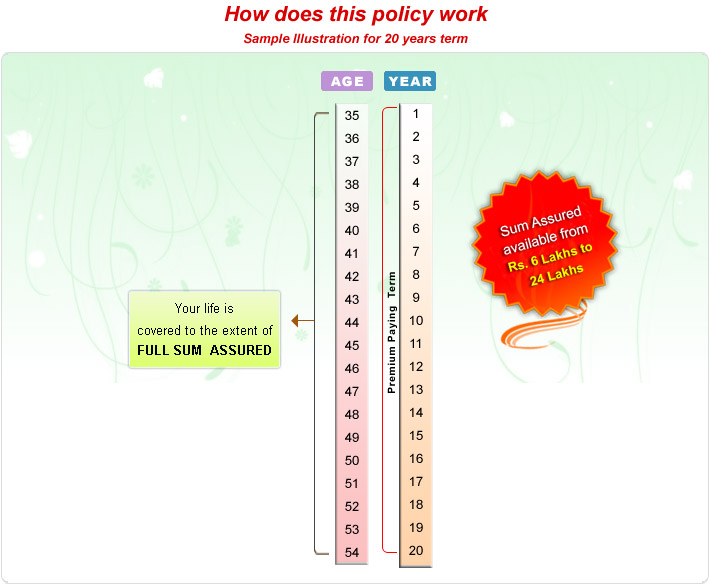 How does this policy work
Sample Illustration for 20 years term
AGE YEAR
35 1
36 2
37 3
38 4
39 5
40 6
41 7
42 8
43 9
44 10
45 11
46 12
47 13
48 14
49 15
50 16
51 17
52 18
53 19
54 20
Premium Paying Term
Your life is
covered to the extent of
FULL SUM ASSURED
Sum Assured
available from
Rs. 6 Lakhs to
24 Lakhs